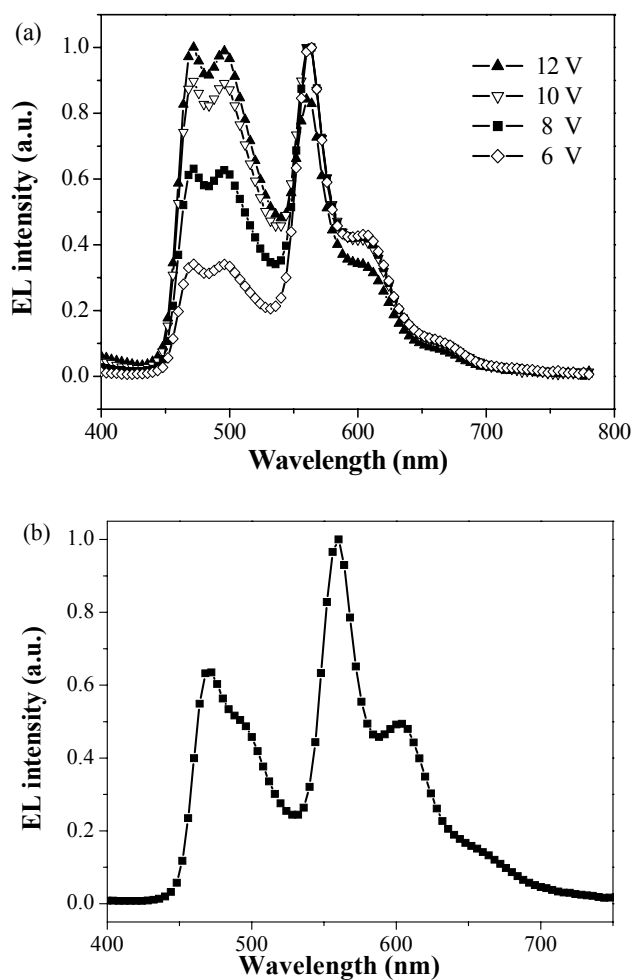 (a)
12 V
10 V
8 V
6 V
EL intensity (a.u.)
1.0
0.8
0.6
0.4
0.2
0.0
400 500 600 700 800
Wavelength (nm)
(b)
EL intensity (a.u.)
1.0
0.8
0.6
0.4
0.2
0.0
400 500 600 700
Wavelength (nm)